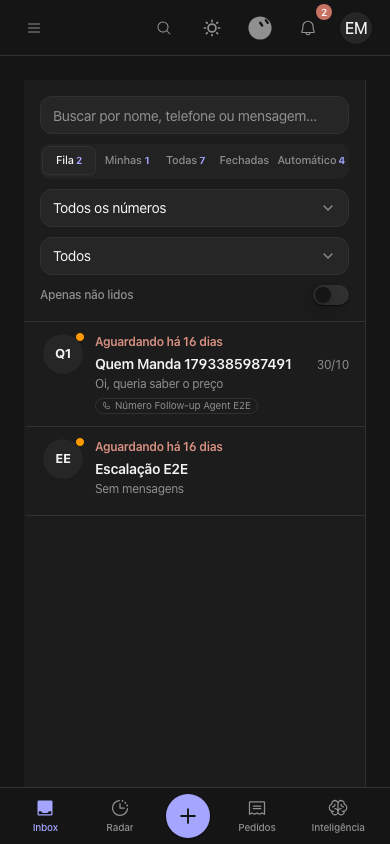 2
EM
Buscar por nome, telefone ou mensagem...
Fila 2 Minhas 1 Todas 7 Fechadas Automático 4
Todos os números
Todos
Apenas não lidos
Q1
Aguardando há 16 dias
Quem Manda 1793385987491 30/10
Oi, queria saber o preço
Número Follow-up Agent E2E
EE
Aguardando há 16 dias
Escalação E2E
Sem mensagens
Inbox Radar Pedidos Inteligência